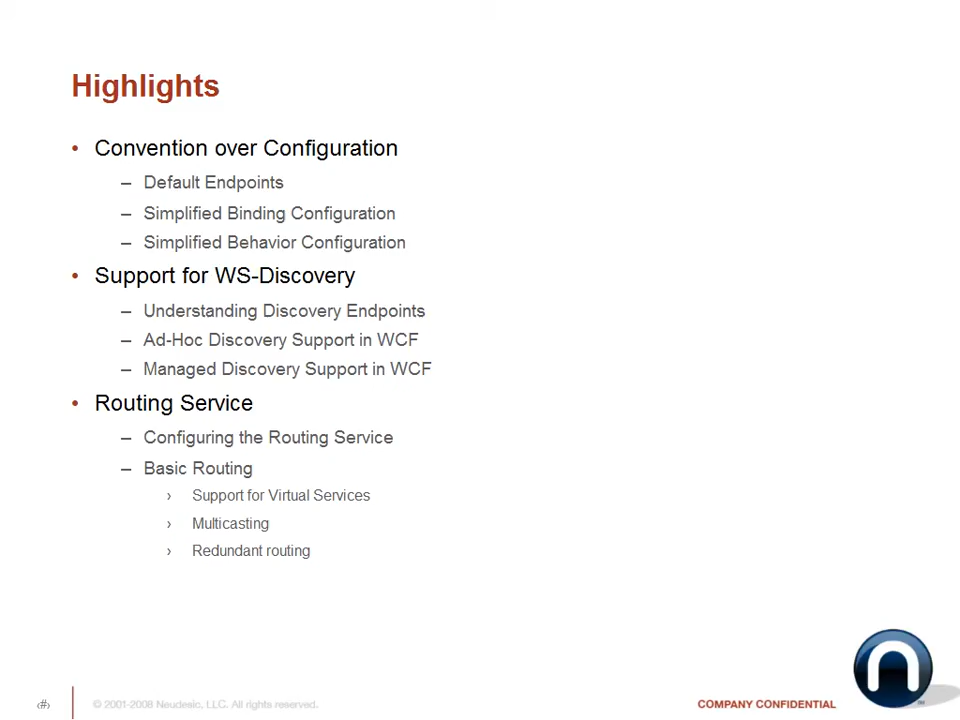 Highlights
• Convention over Configuration
– Default Endpoints
– Simplified Binding Configuration
– Simplified Behavior Configuration
• Support for WS-Discovery
– Understanding Discovery Endpoints
– Ad-Hoc Discovery Support in WCF
– Managed Discovery Support in WCF
• Routing Service
– Configuring the Routing Service
– Basic Routing
› Support for Virtual Services
› Multicasting
› Redundant routing
‹#›
© 2001-2008 Neudesic, LLC. All rights reserved.
COMPANY CONFIDENTIAL
n
™